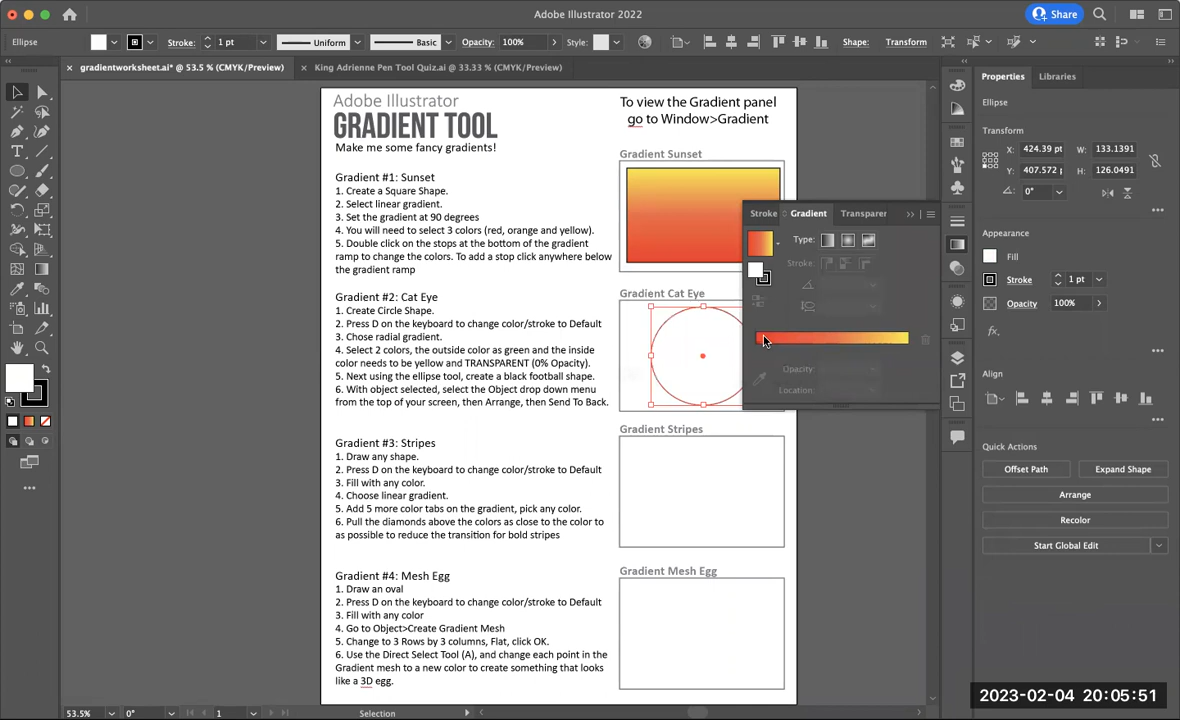 Adobe Illustrator 2022
Share
Ellipse
Stroke:
1 pt
Uniform
Basic
Opacity:
100%
Style:
Shape:
Transform
× gradientworksheet.ai* @ 53.5 % (CMYK/Preview)
× King Adrienne Pen Tool Quiz.ai @ 33.33 % (CMYK/Preview)
Adobe Illustrator
GRADIENT TOOL
Make me some fancy gradients!
To view the Gradient panel
go to Window>Gradient
Gradient #1: Sunset
1. Create a Square Shape.
2. Select linear gradient.
3. Set the gradient at 90 degrees
4. You will need to select 3 colors (red, orange and yellow).
5. Double click on the stops at the bottom of the gradient
ramp to change the colors. To add a stop click anywhere below
the gradient ramp
Gradient #2: Cat Eye
1. Create Circle Shape.
2. Press D on the keyboard to change color/stroke to Default
3. Chose radial gradient.
4. Select 2 colors, the outside color as green and the inside
color needs to be yellow and TRANSPARENT (0% Opacity).
5. Next using the ellipse tool, create a black football shape.
6. With object selected, select the Object drop down menu
from the top of your screen, then Arrange, then Send To Back.
Gradient #3: Stripes
1. Draw any shape.
2. Press D on the keyboard to change color/stroke to Default
3. Fill with any color.
4. Choose linear gradient.
5. Add 5 more color tabs on the gradient, pick any color.
6. Pull the diamonds above the colors as close to the color to
as possible to reduce the transition for bold stripes
Gradient #4: Mesh Egg
1. Draw an oval
2. Press D on the keyboard to change color/stroke to Default
3. Fill with any color
4. Go to Object>Create Gradient Mesh
5. Change to 3 Rows by 3 columns, Flat, click OK.
6. Use the Direct Select Tool (A), and change each point in the
Gradient mesh to a new color to create something that looks
like a 3D egg.
Gradient Sunset
Gradient Cat Eye
Gradient Stripes
Gradient Mesh Egg
Stroke
Gradient
Transparer
Type:
Stroke:
Opacity:
Location:
Properties
Libraries
Ellipse
Transform
X:
424.39 pt
W:
133.1391
Y:
407.572 p
H:
126.0491
0°
Appearance
Fill
Stroke
1 pt
Opacity
100%
fx.
Align
Quick Actions
Offset Path
Expand Shape
Arrange
Recolor
Start Global Edit
53.5%
0°
1
Selection
2023-02-04 20:05:51